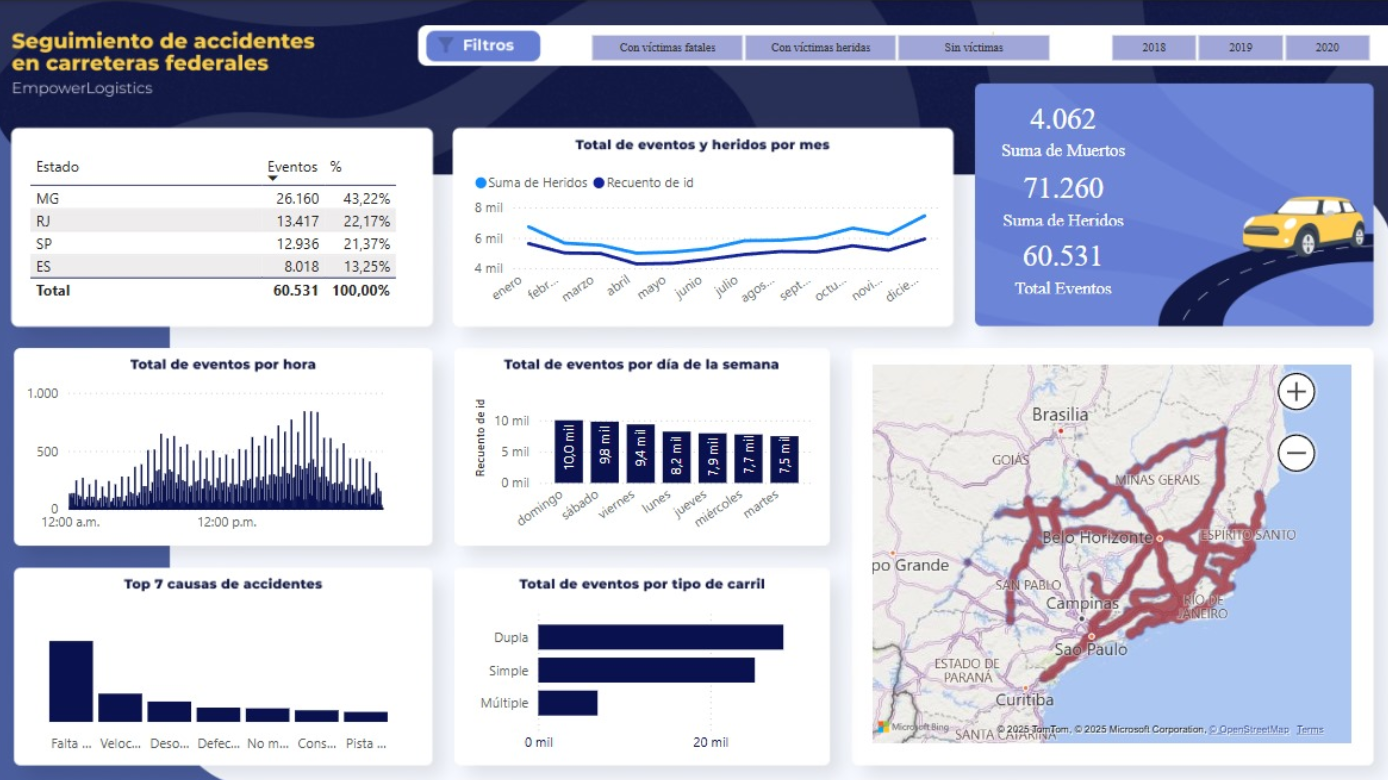 Seguimiento de accidentes
en carreteras federales
EmpowerLogistics
Filtros
Con víctimas fatales
Con víctimas heridas
Sin víctimas
2018
2019
2020
Estado Eventos %
MG 26.160 43,22%
RJ 13.417 22,17%
SP 12.936 21,37%
ES 8.018 13,25%
Total 60.531 100,00%
Total de eventos y heridos por mes
Suma de Heridos Recuento de id
8 mil
6 mil
4 mil
enero febr... marzo abril mayo junio julio agos... sept... octu... novi... dicie...
4.062
Suma de Muertos
71.260
Suma de Heridos
60.531
Total Eventos
Total de eventos por hora
1.000
500
0
12:00 a.m. 12:00 p.m.
Total de eventos por día de la semana
Recuento de id
10 mil
5 mil
0 mil
10,0 mil 9,8 mil 9,4 mil 8,2 mil 7,9 mil 7,7 mil 7,5 mil
domingo sábado viernes lunes jueves miércoles martes
Brasilia
GOIÁS
MINAS GERAIS
Belo Horizonte
ESPÍRITO SANTO
po Grande
SAN PABLO
Campinas
RÍO DE
JANEIRO
Sao Paulo
ESTADO DE
PARANÁ
Curitiba
SANTA CATARINA
Microsoft Bing
© 2025 TomTom, © 2025 Microsoft Corporation, © OpenStreetMap Terms
Top 7 causas de accidentes
Falta ... Veloc... Deso... Defec... No m... Cons... Pista ...
Total de eventos por tipo de carril
Dupla
Simple
Múltiple
0 mil 20 mil